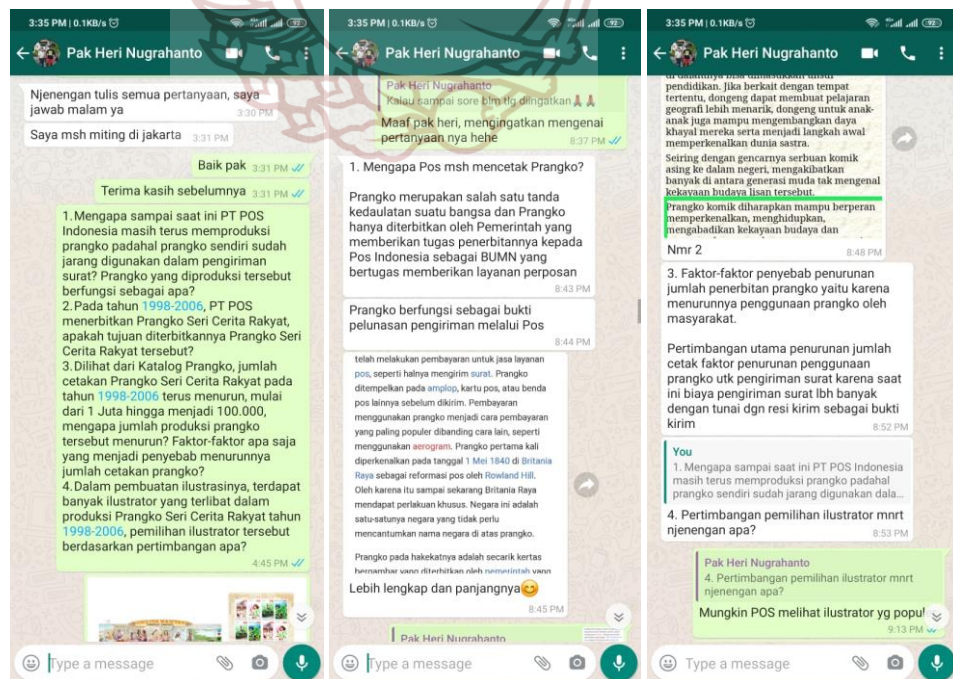 3:35 PM | 0.1KB/s
92
Pak Heri Nugrahanto
Njenengan tulis semua pertanyaan, saya
jawab malam ya
3:30 PM
Saya msh miting di jakarta
3:31 PM
Baik pak
3:31 PM
Terima kasih sebelumnya
3:31 PM
1.Mengapa sampai saat ini PT POS
Indonesia masih terus memproduksi
prangko padahal prangko sendiri sudah
jarang digunakan dalam pengiriman
surat? Prangko yang diproduksi tersebut
berfungsi sebagai apa?
2.Pada tahun 1998-2006, PT POS
menerbitkan Prangko Seri Cerita Rakyat,
apakah tujuan diterbitkannya Prangko Seri
Cerita Rakyat tersebut?
3.Dilihat dari Katalog Prangko, jumlah
cetakan Prangko Seri Cerita Rakyat pada
tahun 1998-2006 terus menurun, mulai
dari 1 Juta hingga menjadi 100.000,
mengapa jumlah produksi prangko
tersebut menurun? Faktor-faktor apa saja
yang menjadi penyebab menurunnya
jumlah cetakan prangko?
4.Dalam pembuatan ilustrasinya, terdapat
banyak ilustrator yang terlibat dalam
produksi Prangko Seri Cerita Rakyat tahun
1998-2006, pemilihan ilustrator tersebut
berdasarkan pertimbangan apa?
4:45 PM
Type a message
3:35 PM | 0.1KB/s
92
Pak Heri Nugrahanto
Pak Heri Nugrahanto
Kalau sampai sore blm tlg diingatkan
Maaf pak heri, mengingatkan mengenai
pertanyaan nya hehe
8:37 PM
1. Mengapa Pos msh mencetak Prangko?
Prangko merupakan salah satu tanda
kedaulatan suatu bangsa dan Prangko
hanya diterbitkan oleh Pemerintah yang
memberikan tugas penerbitannya kepada
Pos Indonesia sebagai BUMN yang
bertugas memberikan layanan perposan
8:43 PM
Prangko berfungsi sebagai bukti
pelunasan pengiriman melalui Pos
8:44 PM
telah melakukan pembayaran untuk jasa layanan
pos, seperti halnya mengirim surat. Prangko
ditempelkan pada amplop, kartu pos, atau benda
pos lainnya sebelum dikirim. Pembayaran
menggunakan prangko menjadi cara pembayaran
yang paling populer dibanding cara lain, seperti
menggunakan aerogram. Prangko pertama kali
diperkenalkan pada tanggal 1 Mei 1840 di Britania
Raya sebagai reformasi pos oleh Rowland Hill.
Oleh karena itu sampai sekarang Britania Raya
mendapat perlakuan khusus. Negara ini adalah
satu-satunya negara yang tidak perlu
mencantumkan nama negara di atas prangko.
Prangko pada hakekatnya adalah secarik kertas
bergambar yang diterbitkan oleh pemerintah yang
Lebih lengkap dan panjangnya😊
8:45 PM
Pak Heri Nugrahanto
Type a message
3:35 PM | 0.1KB/s
92
Pak Heri Nugrahanto
di dalamnya bisa dimasukkan unsur
pendidikan. Jika berkait dengan tempat
tertentu, dongeng dapat membuat pelajaran
geografi lebih menarik, dongeng untuk anak-
anak juga mampu mengembangkan daya
khayal mereka serta menjadi langkah awal
memperkenalkan dunia sastra.
Seiring dengan gencarnya serbuan komik
asing ke dalam negeri, mengakibatkan
banyak di antara generasi muda tak mengenal
kekayaan budaya lisan tersebut.
Prangko komik diharapkan mampu berperan
memperkenalkan, menghidupkan,
mengabadikan kekayaan budaya dan
Nmr 2
8:48 PM
3. Faktor-faktor penyebab penurunan
jumlah penerbitan prangko yaitu karena
menurunnya penggunaan prangko oleh
masyarakat.
Pertimbangan utama penurunan jumlah
cetak faktor penurunan penggunaan
prangko utk pengiriman surat karena saat
ini biaya pengiriman surat lbh banyak
dengan tunai dgn resi kirim sebagai bukti
kirim
8:52 PM
You
1. Mengapa sampai saat ini PT POS Indonesia
masih terus memproduksi prangko padahal
prangko sendiri sudah jarang digunakan dala...
4. Pertimbangan pemilihan ilustrator mnrt
njenengan apa?
8:53 PM
Pak Heri Nugrahanto
4. Pertimbangan pemilihan ilustrator mnrt
njenengan apa?
Mungkin POS melihat ilustrator yg popul
9:13 PM
Type a message